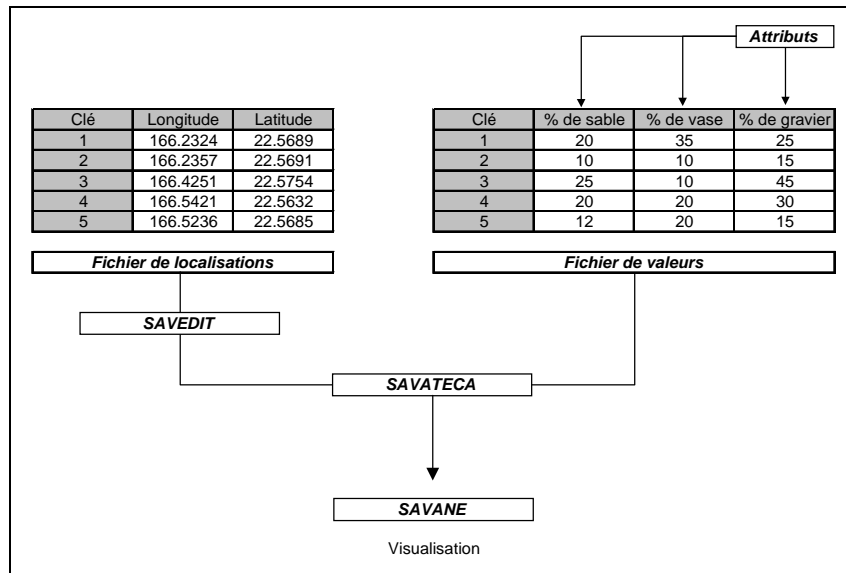 Attributs
Clé Longitude Latitude
1 166.2324 22.5689
2 166.2357 22.5691
3 166.4251 22.5754
4 166.5421 22.5632
5 166.5236 22.5685
Fichier de localisations
Clé % de sable % de vase % de gravier
1 20 35 25
2 10 10 15
3 25 10 45
4 20 20 30
5 12 20 15
Fichier de valeurs
SAVEDIT
SAVATECA
SAVANE
Visualisation